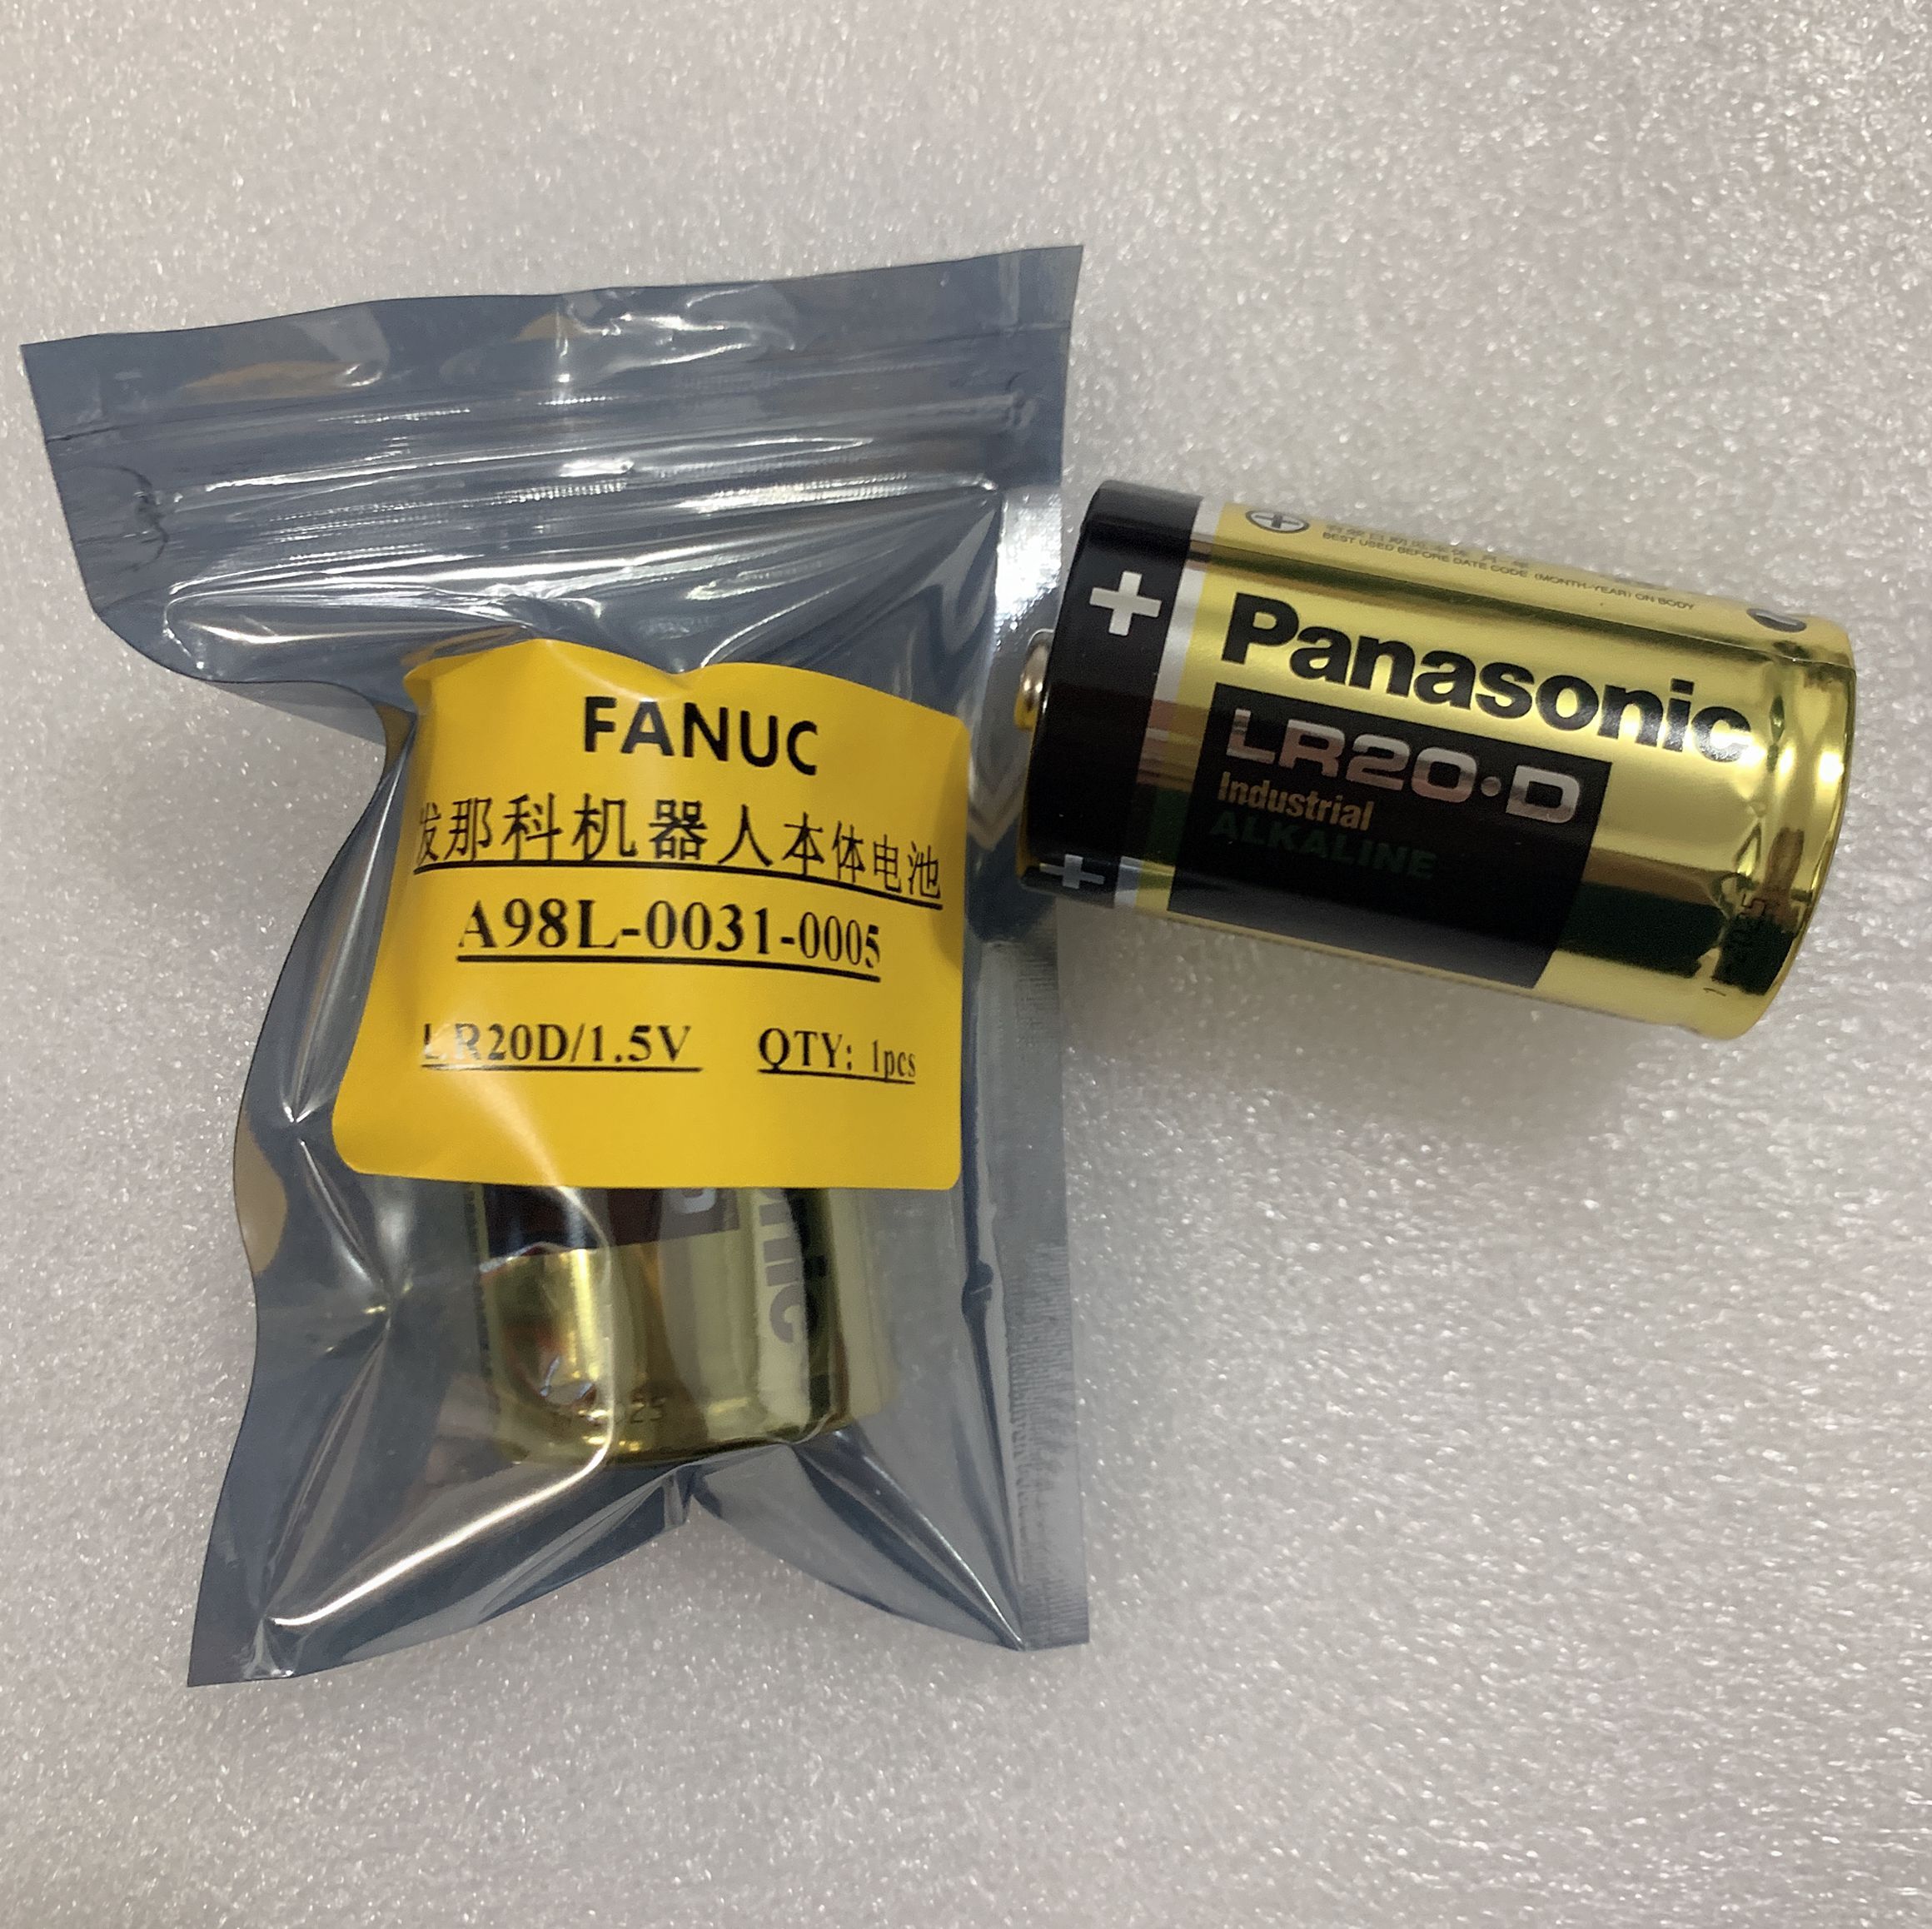 FANUC
发那科机器人本体电池
A98L-0031-0005
LR20D/1.5V QTY: 1pcs
BEST USED BEFORE DATE CODE (MONTH-YEAR) ON BODY
+
Panasonic
LR20·D
Industrial
ALKALINE
+
nic